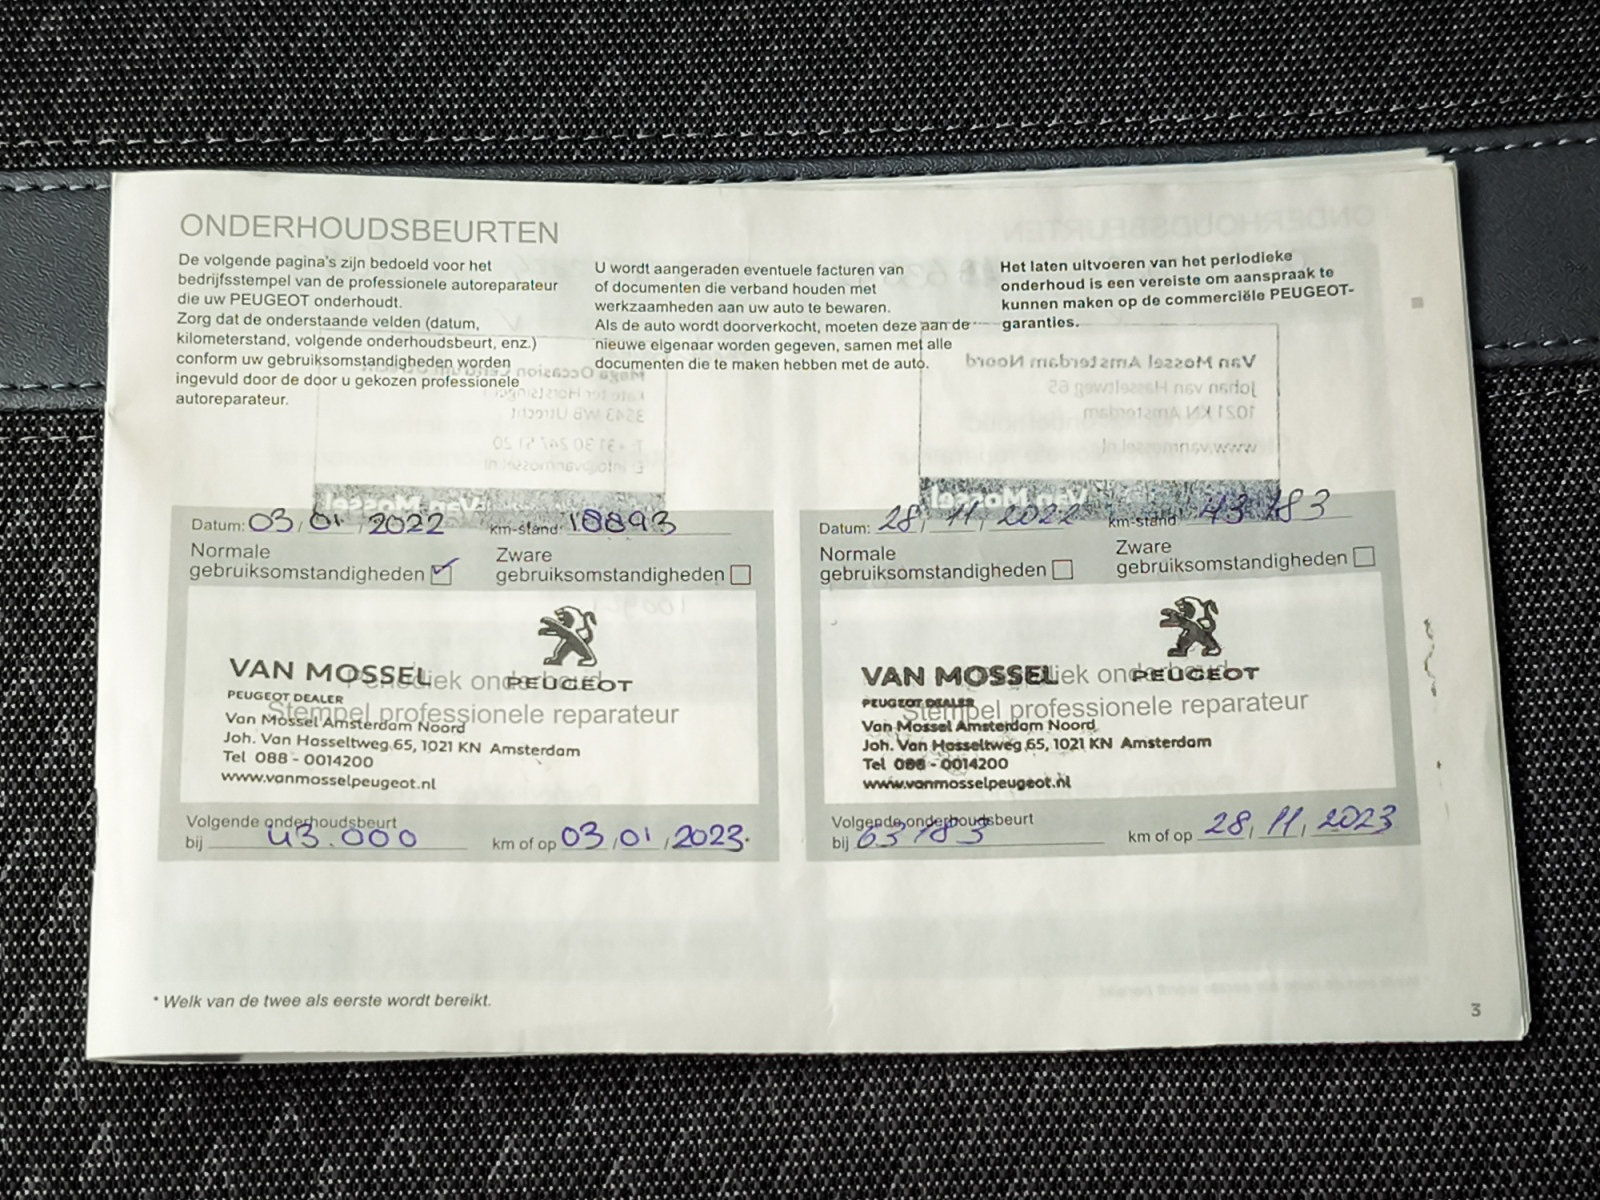 ONDERHOUDSBEURTEN
De volgende pagina's zijn bedoeld voor het
bedrijfsstempel van de professionele autoreparateur
die uw PEUGEOT onderhoudt.
Zorg dat de onderstaande velden (datum,
kilometerstand, volgende onderhoudsbeurt, enz.)
conform uw gebruiksomstandigheden worden
ingevuld door de door u gekozen professionele
autoreparateur.
U wordt aangeraden eventuele facturen van
of documenten die verband houden met
werkzaamheden aan uw auto te bewaren.
Als de auto wordt doorverkocht, moeten deze aan de
nieuwe eigenaar worden gegeven, samen met alle
documenten die te maken hebben met de auto.
Het laten uitvoeren van het periodieke
onderhoud is een vereiste om aanspraak te
kunnen maken op de commerciële PEUGEOT-
garanties.
Datum: 03/01/2022 km-stand: 18893
Normale
gebruiksomstandigheden
Zware
gebruiksomstandigheden
Periodiek onderhoud
Stempel professionele reparateur
VAN MOSSEL PEUGEOT
PEUGEOT DEALER
Van Mossel Amsterdam Noord
Joh. Van Hasseltweg 65, 1021 KN Amsterdam
Tel 088 - 0014200
www.vanmosselpeugeot.nl
Volgende onderhoudsbeurt
bij 43.000 km of op 03/01/2023.
Datum: 28/11/2022 km-stand: 43183
Normale
gebruiksomstandigheden
Zware
gebruiksomstandigheden
Periodiek onderhoud
Stempel professionele reparateur
VAN MOSSEL PEUGEOT
PEUGEOT DEALER
Van Mossel Amsterdam Noord
Joh. Van Hasseltweg 65, 1021 KN Amsterdam
Tel 088 - 0014200
www.vanmosselpeugeot.nl
Volgende onderhoudsbeurt
bij 63183 km of op 28/11/2023
* Welk van de twee als eerste wordt bereikt.
3